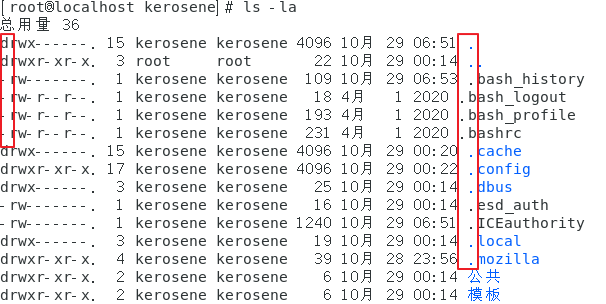 [root@localhost kerosene]# ls -la
总用量 36
drwx------. 15 kerosene kerosene 4096 10月 29 06:51 .
drwxr-xr-x. 3 root root 22 10月 29 00:14 ..
-rw-------. 1 kerosene kerosene 109 10月 29 06:53 .bash_history
-rw-r--r--. 1 kerosene kerosene 18 4月 1 2020 .bash_logout
-rw-r--r--. 1 kerosene kerosene 193 4月 1 2020 .bash_profile
-rw-r--r--. 1 kerosene kerosene 231 4月 1 2020 .bashrc
drwx------. 15 kerosene kerosene 4096 10月 29 00:20 .cache
drwxr-xr-x. 17 kerosene kerosene 4096 10月 29 00:22 .config
drwx------. 3 kerosene kerosene 25 10月 29 00:14 .dbus
-rw-------. 1 kerosene kerosene 16 10月 29 00:14 .esd_auth
-rw-------. 1 kerosene kerosene 1240 10月 29 06:51 .ICEauthority
drwx------. 3 kerosene kerosene 19 10月 29 00:14 .local
drwxr-xr-x. 4 kerosene kerosene 39 10月 28 23:56 .mozilla
drwxr-xr-x. 2 kerosene kerosene 6 10月 29 00:14 公共
drwxr-xr-x. 2 kerosene kerosene 6 10月 29 00:14 模板